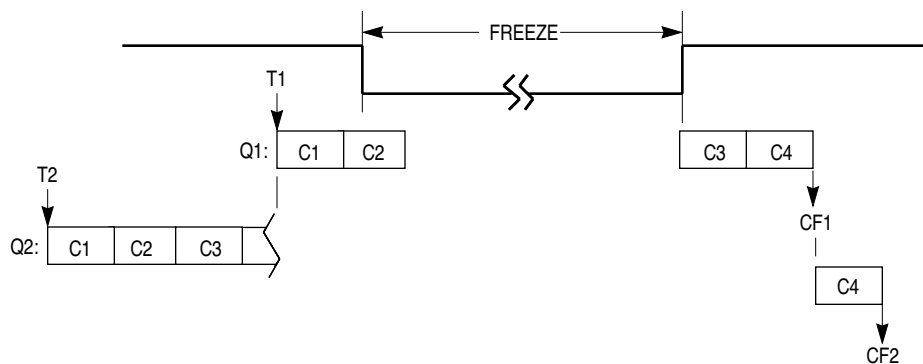 FREEZE
T1
Q1: C1 C2 C3 C4
T2
CF1
Q2: C1 C2 C3
C4
CF2